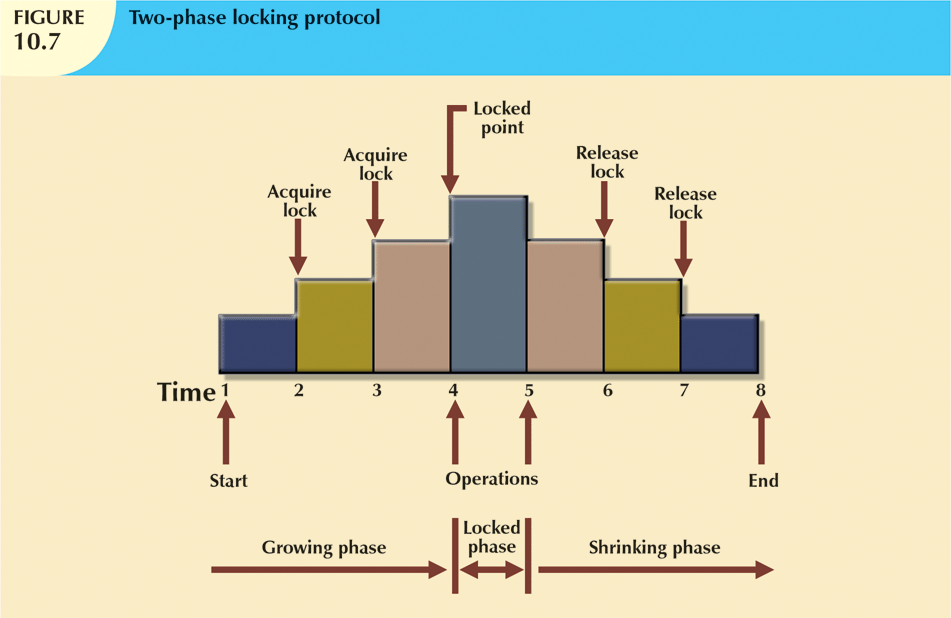 FIGURE
10.7
Two-phase locking protocol
Locked
point
Acquire
lock
Release
lock
Acquire
lock
Release
lock
Time 1 2 3 4 5 6 7 8
Start
Operations
End
Locked
phase
Growing phase
Shrinking phase